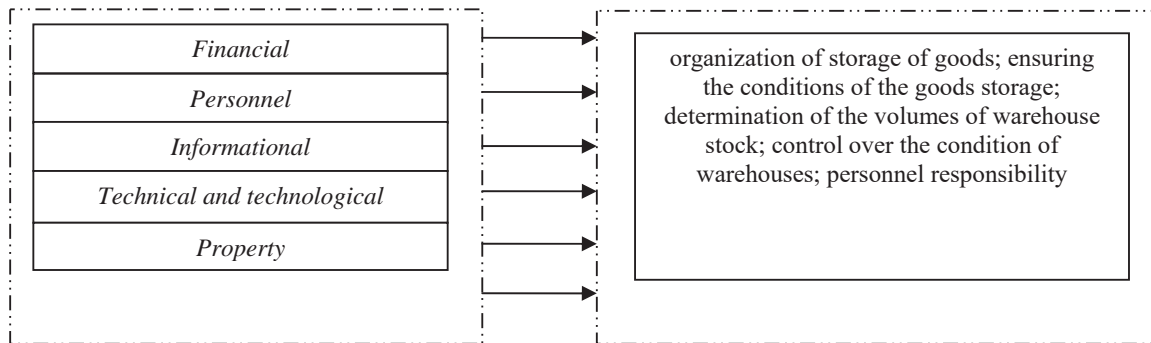 Financial
Personnel
Informational
Technical and technological
Property
organization of storage of goods; ensuring
the conditions of the goods storage;
determination of the volumes of warehouse
stock; control over the condition of
warehouses; personnel responsibility